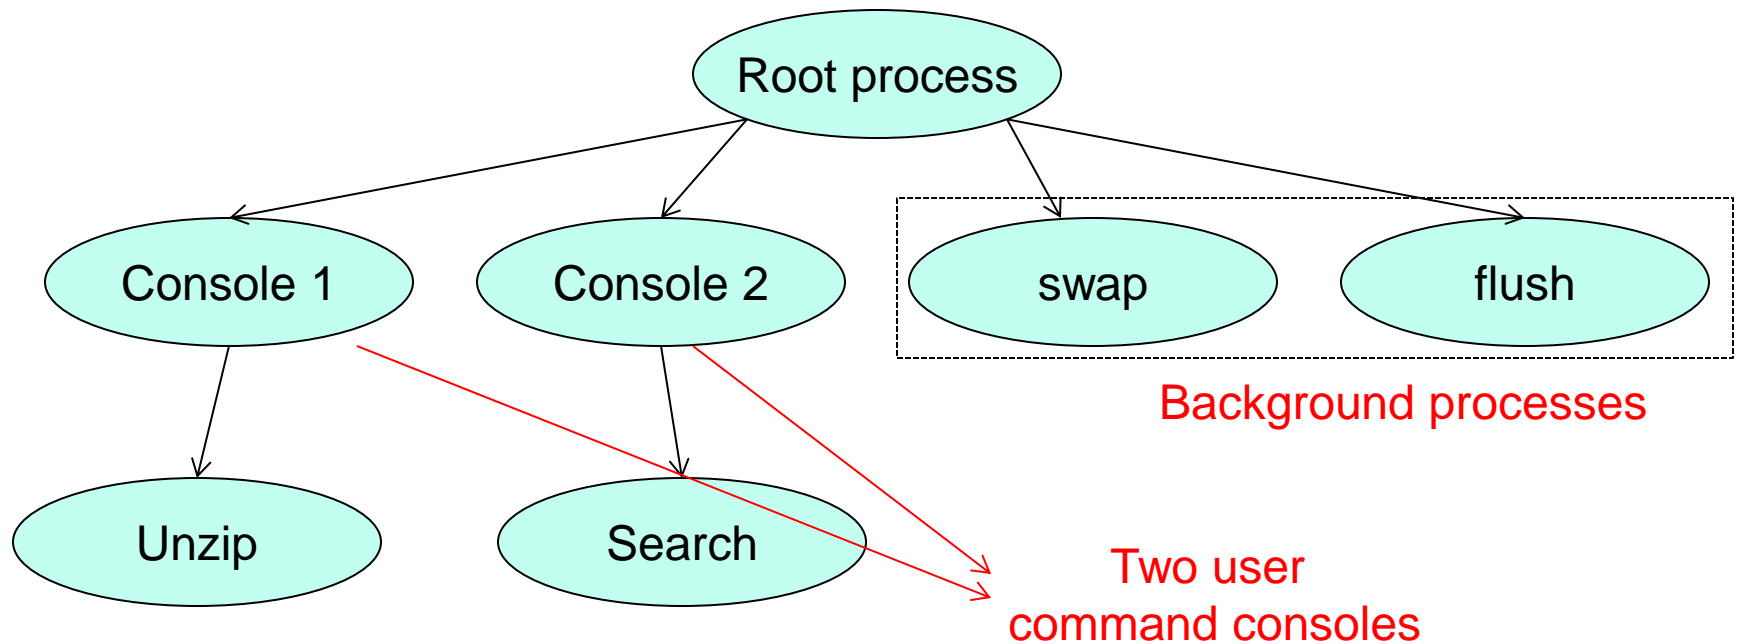 Root process
Console 1
Console 2
swap
flush
Background processes
Unzip
Search
Two user
command consoles